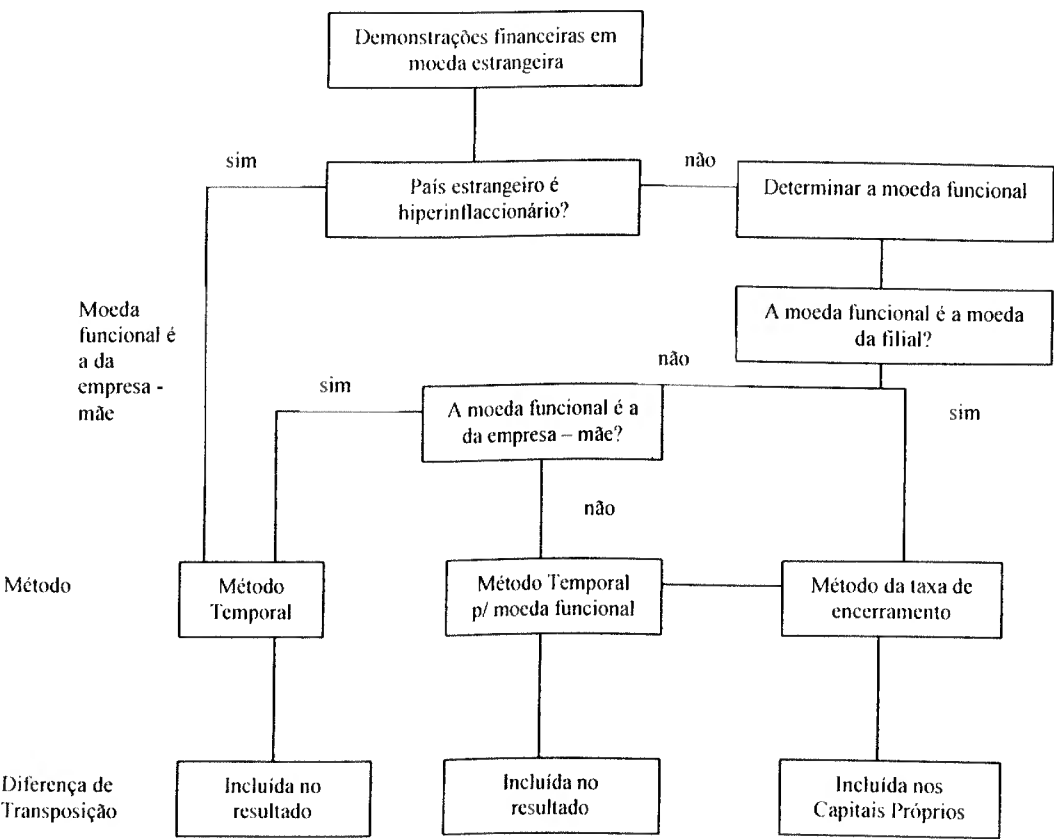 Demonstrações financeiras em
moeda estrangeira
sim
não
País estrangeiro é
hiperinflaccionário?
Determinar a moeda funcional
Moeda
funcional é
a da
empresa -
mãe
A moeda funcional é a moeda
da filial?
não
sim
sim
A moeda funcional é a
da empresa – mãe?
não
Método
Método
Temporal
Método Temporal
p/ moeda funcional
Método da taxa de
encerramento
Diferença de
Transposição
Incluída no
resultado
Incluída no
resultado
Incluída nos
Capitais Próprios